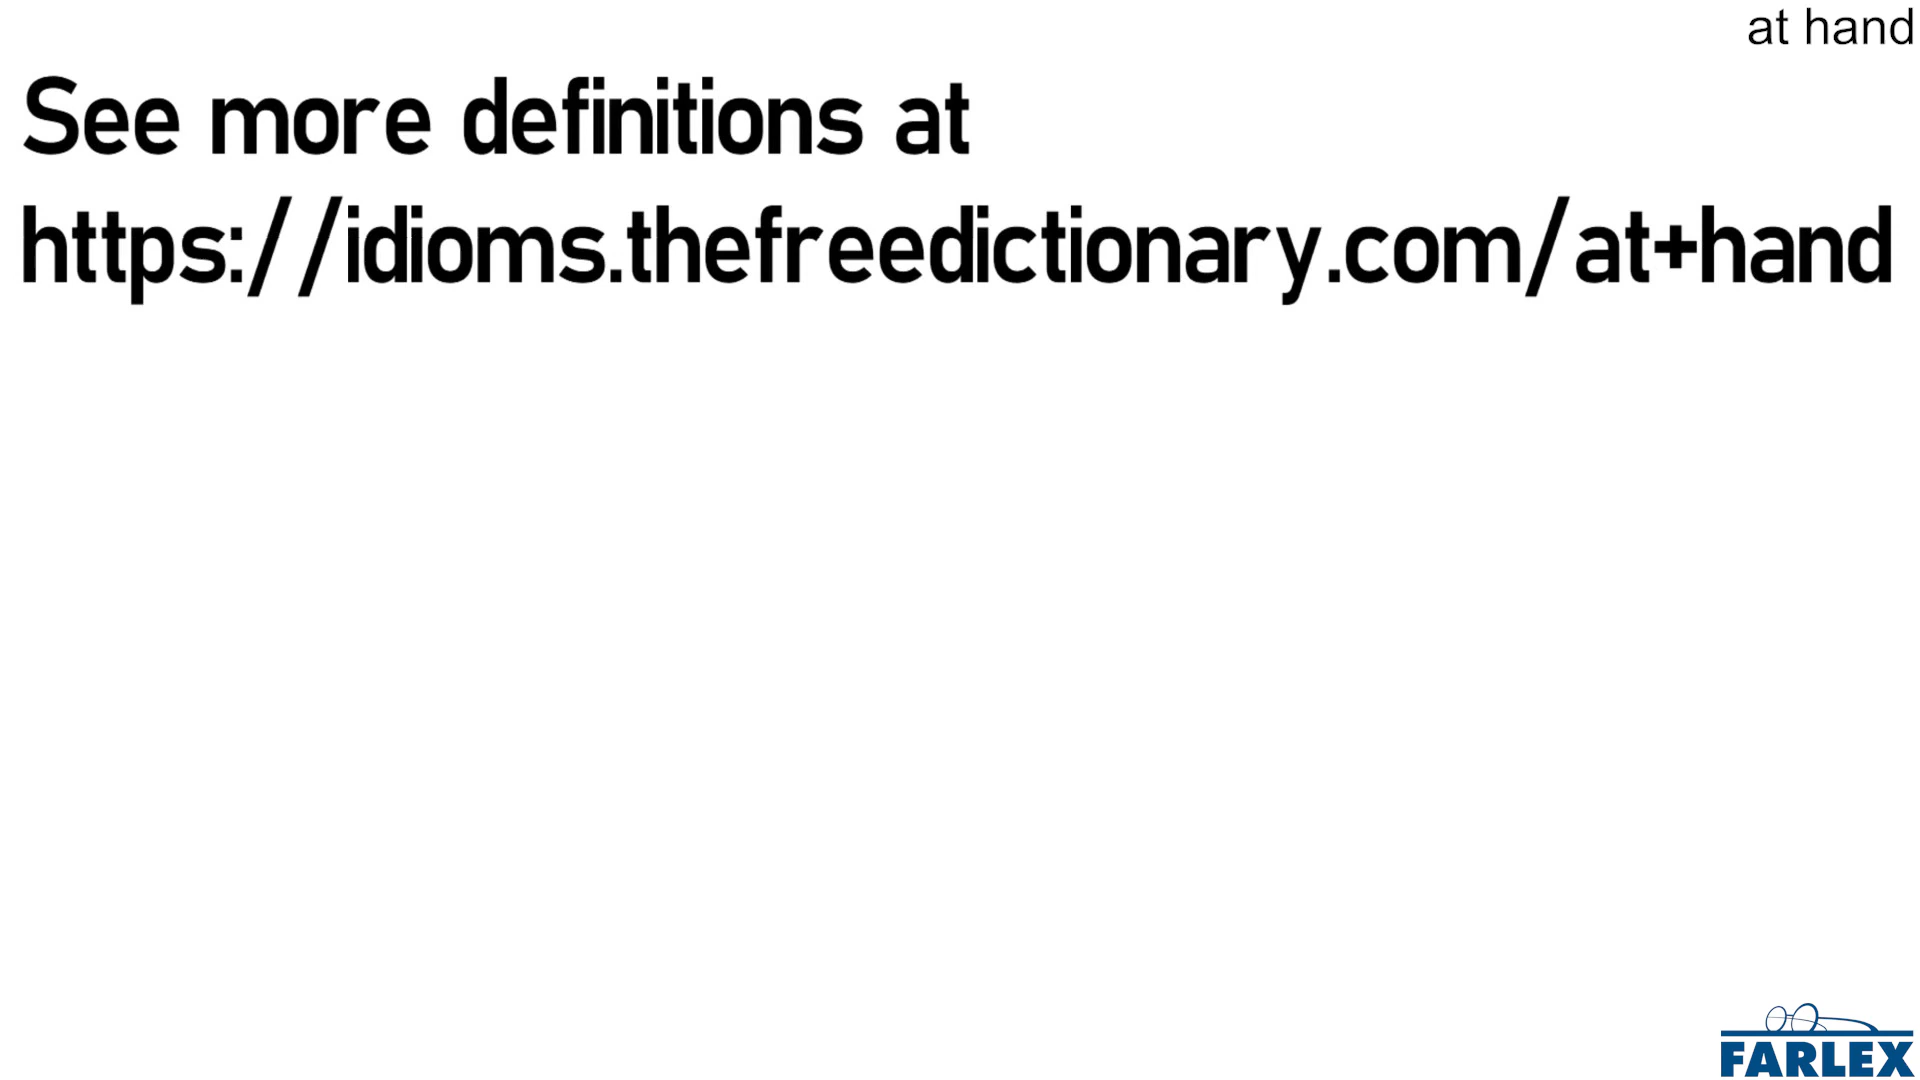 at hand
See more definitions at
https://idioms.thefreedictionary.com/at+hand
FARLEX